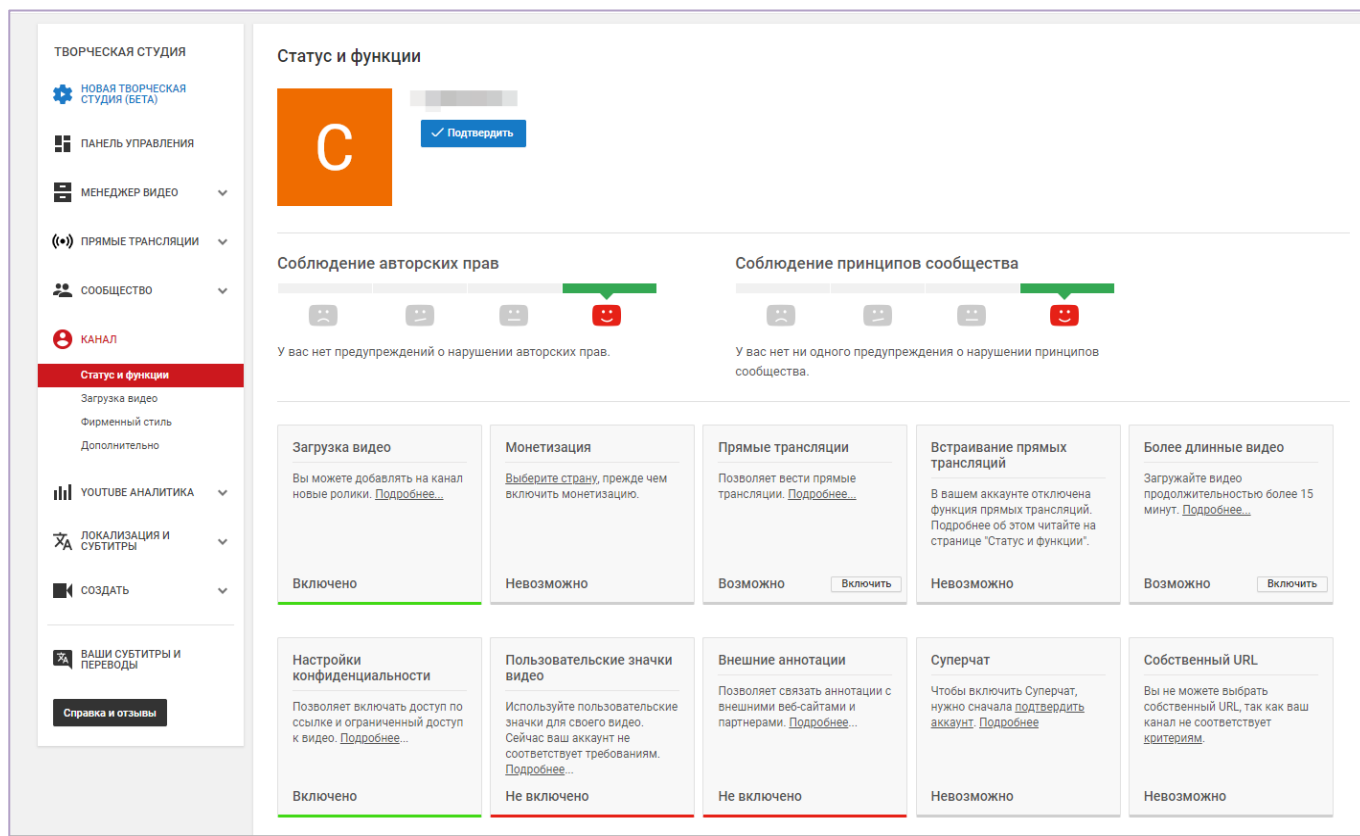 ТВОРЧЕСКАЯ СТУДИЯ
НОВАЯ ТВОРЧЕСКАЯ
СТУДИЯ (БЕТА)
ПАНЕЛЬ УПРАВЛЕНИЯ
МЕНЕДЖЕР ВИДЕО
ПРЯМЫЕ ТРАНСЛЯЦИИ
СООБЩЕСТВО
КАНАЛ
Статус и функции
Загрузка видео
Фирменный стиль
Дополнительно
YOUTUBE АНАЛИТИКА
ЛОКАЛИЗАЦИЯ И
СУБТИТРЫ
СОЗДАТЬ
ВАШИ СУБТИТРЫ И
ПЕРЕВОДЫ
Справка и отзывы
Статус и функции
С
Подтвердить
Соблюдение авторских прав
У вас нет предупреждений о нарушении авторских прав.
Соблюдение принципов сообщества
У вас нет ни одного предупреждения о нарушении принципов
сообщества.
Загрузка видео
Вы можете добавлять на канал
новые ролики. Подробнее...
Включено
Монетизация
Выберите страну, прежде чем
включить монетизацию.
Невозможно
Прямые трансляции
Позволяет вести прямые
трансляции. Подробнее...
Возможно
Включить
Встраивание прямых
трансляций
В вашем аккаунте отключена
функция прямых трансляций.
Подробнее об этом читайте на
странице "Статус и функции".
Невозможно
Более длинные видео
Загружайте видео
продолжительностью более 15
минут. Подробнее...
Возможно
Включить
Настройки
конфиденциальности
Позволяет включать доступ по
ссылке и ограниченный доступ
к видео. Подробнее...
Включено
Пользовательские значки
видео
Используйте пользовательские
значки для своего видео.
Сейчас ваш аккаунт не
соответствует требованиям.
Подробнее...
Не включено
Внешние аннотации
Позволяет связать аннотации с
внешними веб-сайтами и
партнерами. Подробнее...
Не включено
Суперчат
Чтобы включить Суперчат,
нужно сначала подтвердить
аккаунт. Подробнее
Невозможно
Собственный URL
Вы не можете выбрать
собственный URL, так как ваш
канал не соответствует
критериям.
Невозможно